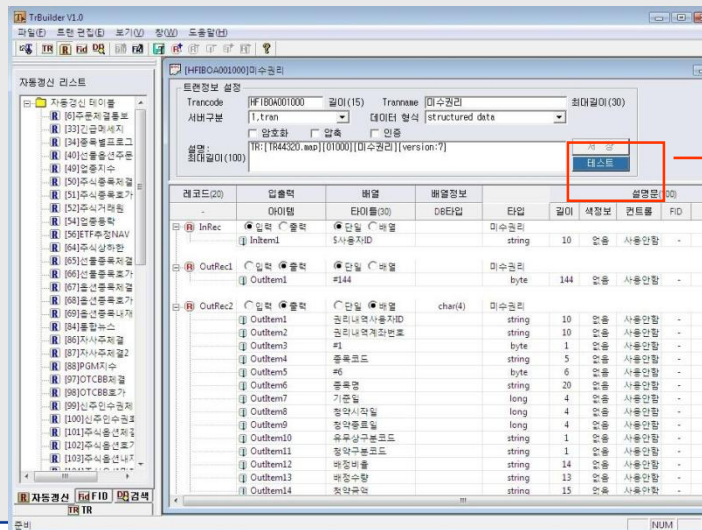 TrBuilder V1.0
파일(F) 트랜 편집(E) 보기(V) 창(W) 도움말(H)
TR R Fid DB
자동갱신 리스트
자동갱신 테이블
[6]주문체결통보
[33]긴급메세지
[34]종목별프로그
[40]선물옵션주문
[49]업종지수
[50]주식종목체결
[51]주식종목호가
[52]주식거래원
[54]업종등락
[56]ETF추정NAV
[64]주식상하한
[65]선물종목체결
[66]선물종목호가
[67]옵션종목체결
[68]옵션종목호가
[69]옵션종목내재
[84]통합뉴스
[86]자사주체결
[87]자사주체결2
[88]PGM지수
[97]OTCBB체결
[98]OTCBB호가
[99]신주인수권체
[100]신주인수권호
[101]주식옵션체결
[102]주식옵션호가
[103]주식옵션내재
R 자동갱신 Fid FID DB 검색
TR TR
준비
[HFIBOA001000]미수권리
트랜정보 설정
Trancode HFIBOA001000 길이(15) Tranname 미수권리 최대길이(30)
서버구분 1.tran 데이터 형식 structured data
암호화 압축 인증
설명: 최대길이(100) TR:[TR44320.map][01000][미수권리][version:7]
저 장
테스트
레코드(20) 입출력 배열 배열정보 설명문(100)
- 아이템 타이틀(30) DB타입 타입 길이 색정보 컨트롤 FID
InRec 입력 출력 단일 배열 미수권리
InItem1 $사용자ID string 10 없음 사용안함 -
OutRec1 입력 출력 단일 배열 미수권리
OutItem1 #144 byte 144 없음 사용안함 -
OutRec2 입력 출력 단일 배열 char(4) 미수권리
OutItem1 권리내역사용자ID string 10 없음 사용안함 -
OutItem2 권리내역계좌번호 string 10 없음 사용안함 -
OutItem3 #1 byte 1 없음 사용안함 -
OutItem4 종목코드 string 5 없음 사용안함 -
OutItem5 #6 byte 6 없음 사용안함 -
OutItem6 종목명 string 20 없음 사용안함 -
OutItem7 기준일 long 4 없음 사용안함 -
OutItem8 청약시작일 long 4 없음 사용안함 -
OutItem9 청약종료일 long 4 없음 사용안함 -
OutItem10 유무상구분코드 string 1 없음 사용안함 -
OutItem11 청약구분코드 string 1 없음 사용안함 -
OutItem12 배정비율 string 14 없음 사용안함 -
OutItem13 배정수량 string 13 없음 사용안함 -
OutItem14 청약금액 string 15 없음 사용안함 -
NUM